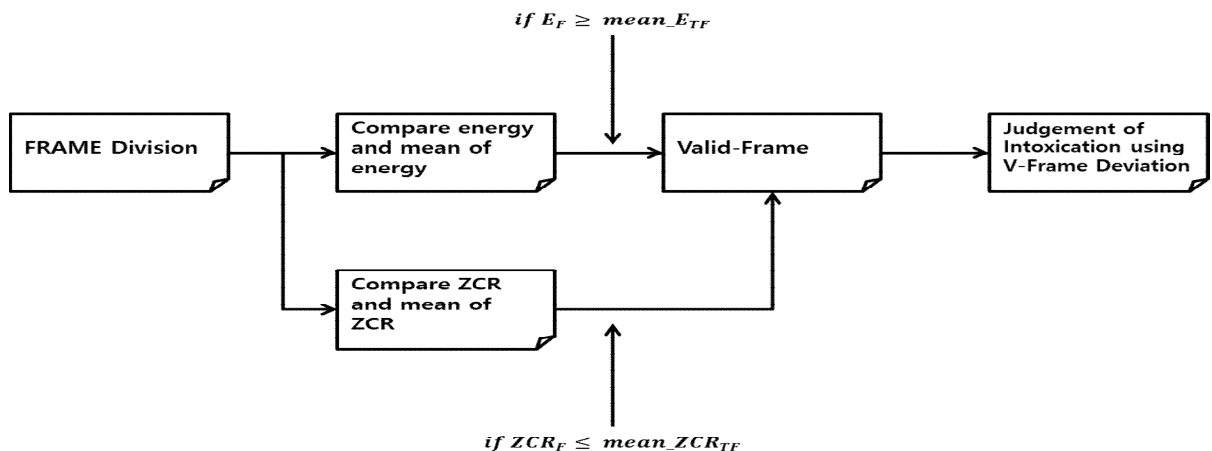 if E_F ≥ mean_E_TF
FRAME Division
Compare energy
and mean of
energy
Valid-Frame
Judgement of
Intoxication using
V-Frame Deviation
Compare ZCR
and mean of
ZCR
if ZCR_F ≤ mean_ZCR_TF